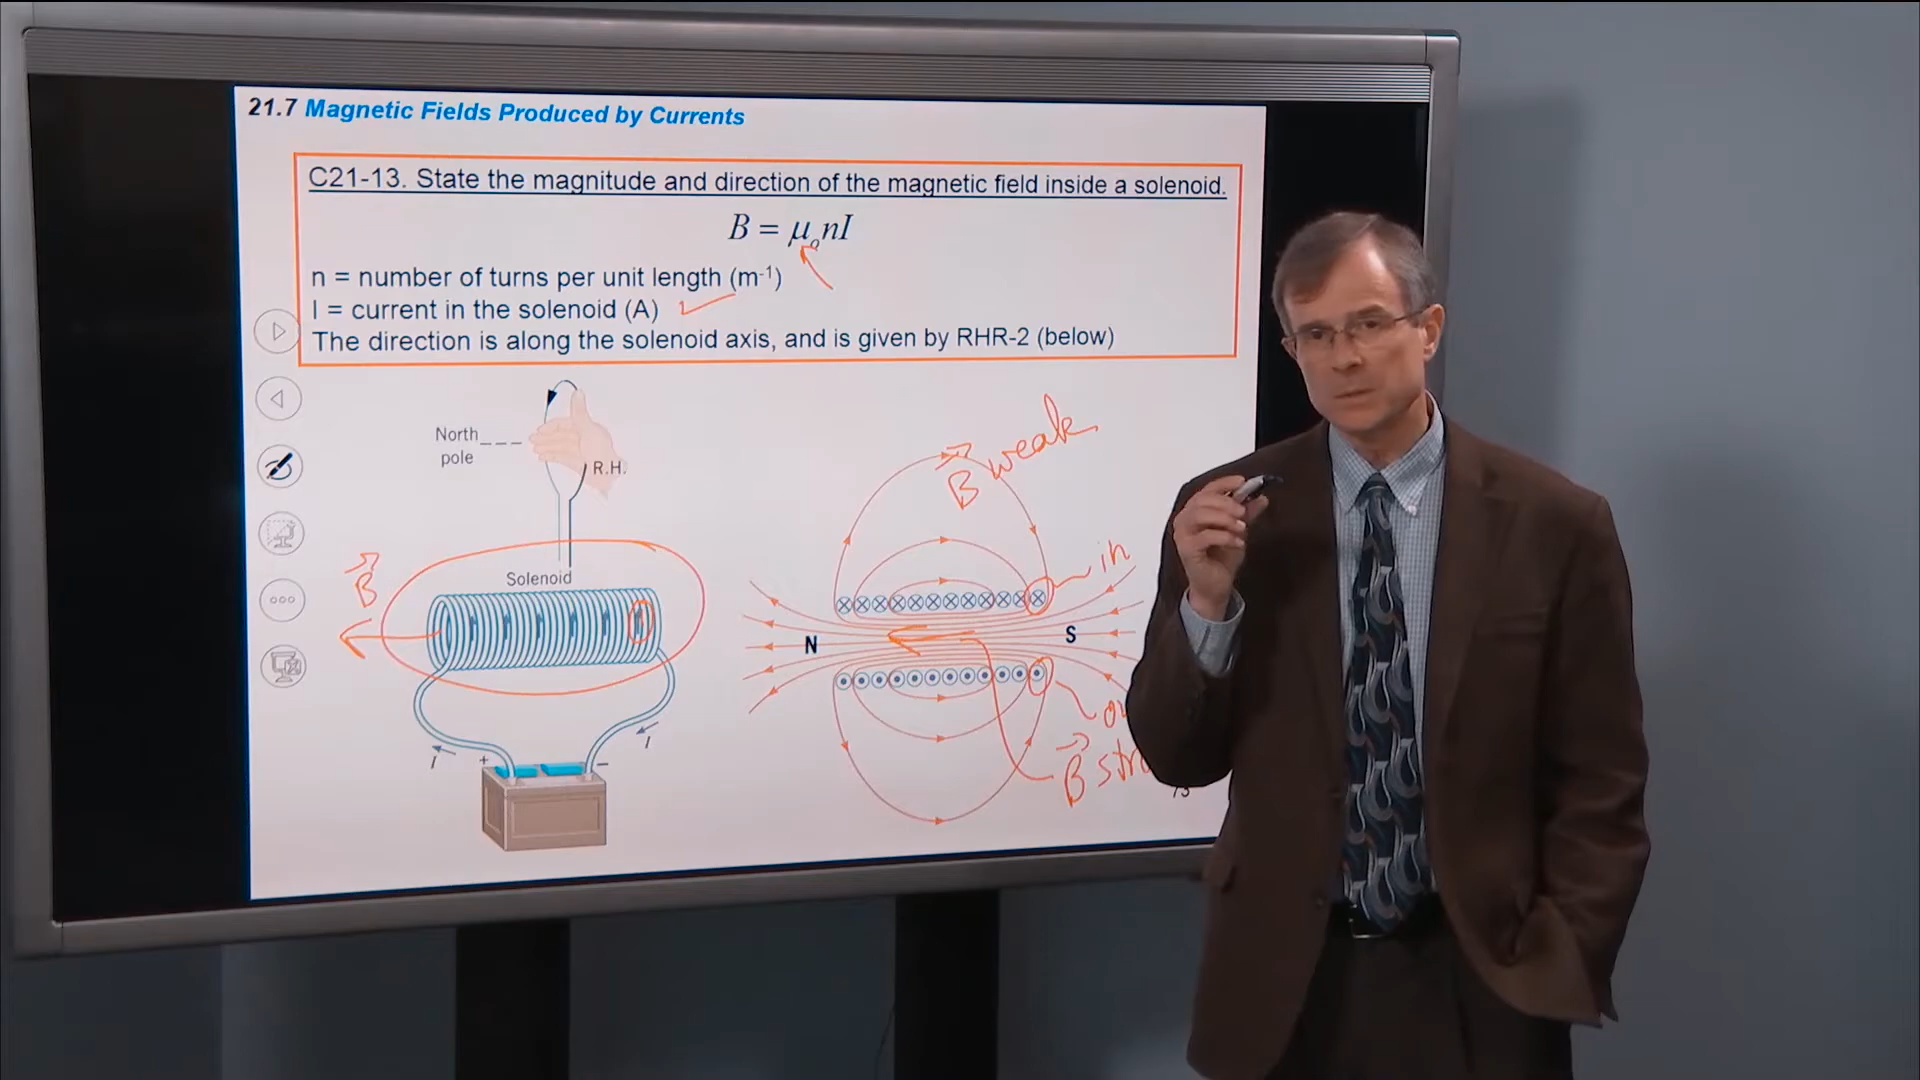 21.7 Magnetic Fields Produced by Currents
C21-13. State the magnitude and direction of the magnetic field inside a solenoid.
B = μₒnI
n = number of turns per unit length (m⁻¹)
I = current in the solenoid (A)
The direction is along the solenoid axis, and is given by RHR-2 (below)
North
pole
R.H.
B⃗ weak
in
B⃗
Solenoid
N
S
I
+
−
I
B⃗